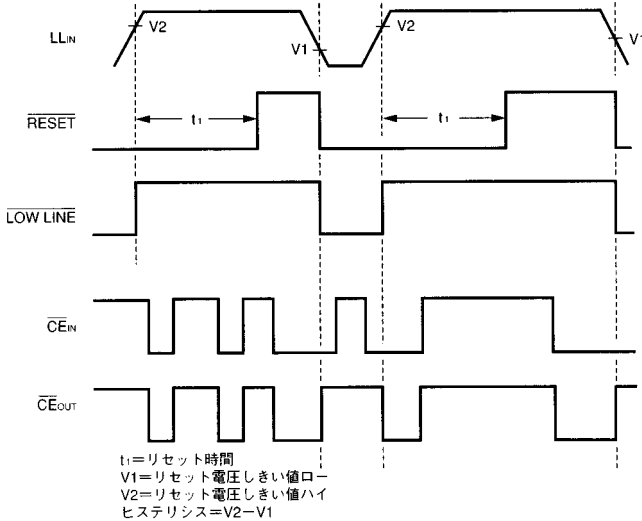 LLIN
V2
V1
V2
V1
RESET
t₁
t₁
LOW LINE
CEIN
CEOUT
t₁=リセット時間
V1=リセット電圧しきい値ロー
V2=リセット電圧しきい値ハイ
ヒステリシス=V2−V1